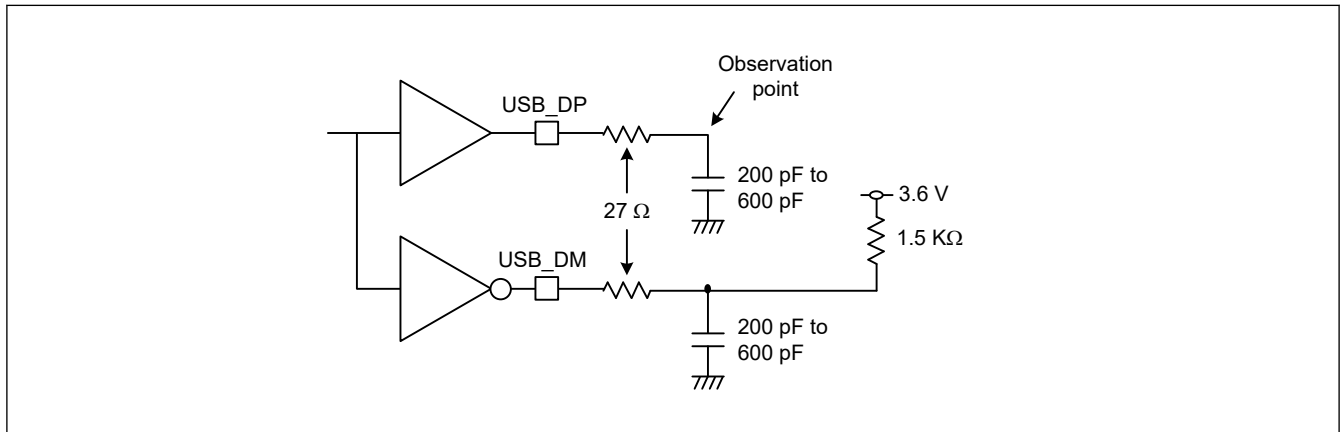 Observation
point
USB_DP
200 pF to
600 pF
3.6 V
27 Ω
1.5 KΩ
USB_DM
200 pF to
600 pF